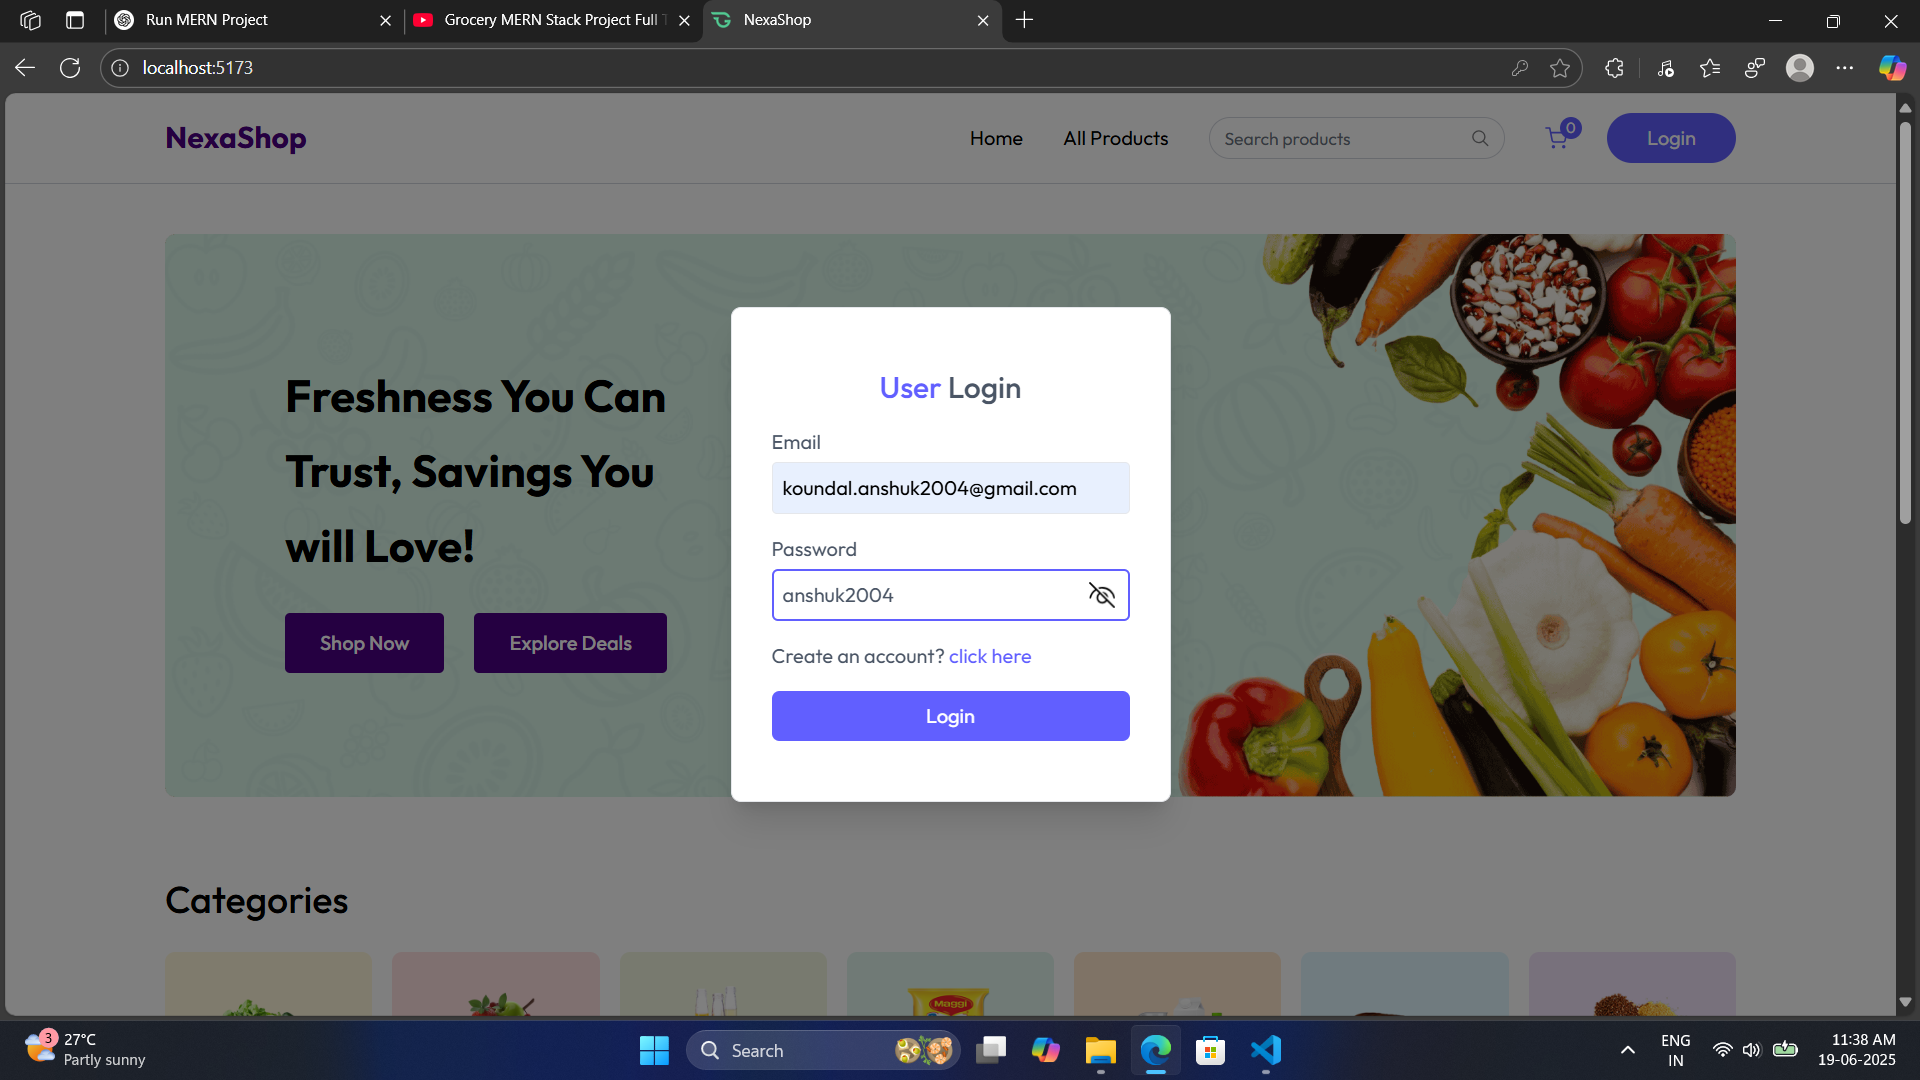 Run MERN Project
Grocery MERN Stack Project Full
NexaShop
localhost:5173
NexaShop
Home
All Products
Search products
0
Login
Freshness You Can
Trust, Savings You
will Love!
Shop Now
Explore Deals
User Login
Email
koundal.anshuk2004@gmail.com
Password
anshuk2004
Create an account? click here
Login
Categories
Maggi
3
27°C
Partly sunny
Search
ENG
IN
11:38 AM
19-06-2025